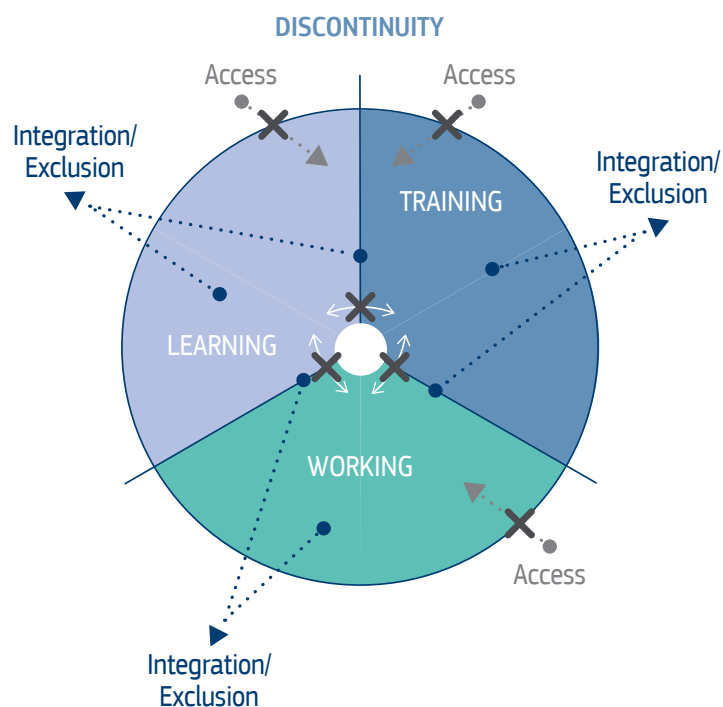 DISCONTINUITY
Access
Access
Integration/
Exclusion
Integration/
Exclusion
TRAINING
LEARNING
WORKING
Access
Integration/
Exclusion